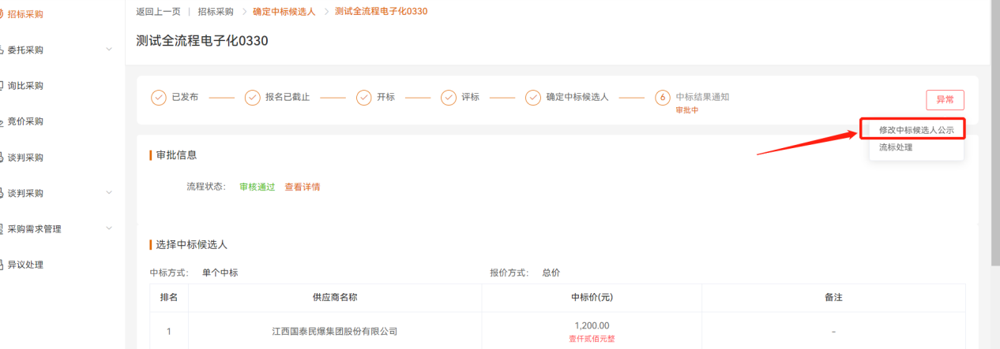 返回上一页 | 招标采购 > 确定中标候选人 > 测试全流程电子化0330
测试全流程电子化0330
招标采购
委托采购
询比采购
竞价采购
谈判采购
谈判采购
采购需求管理
异议处理
已发布 报名已截止 开标 评标 确定中标候选人 6 中标结果通知
审批中
异常
修改中标候选人公示
流标处理
审批信息
流程状态: 审核通过 查看详情
选择中标候选人
中标方式: 单个中标 报价方式: 总价
排名 供应商名称 中标价(元) 备注
1 江西国泰民爆集团股份有限公司 1,200.00 -
壹仟贰佰元整